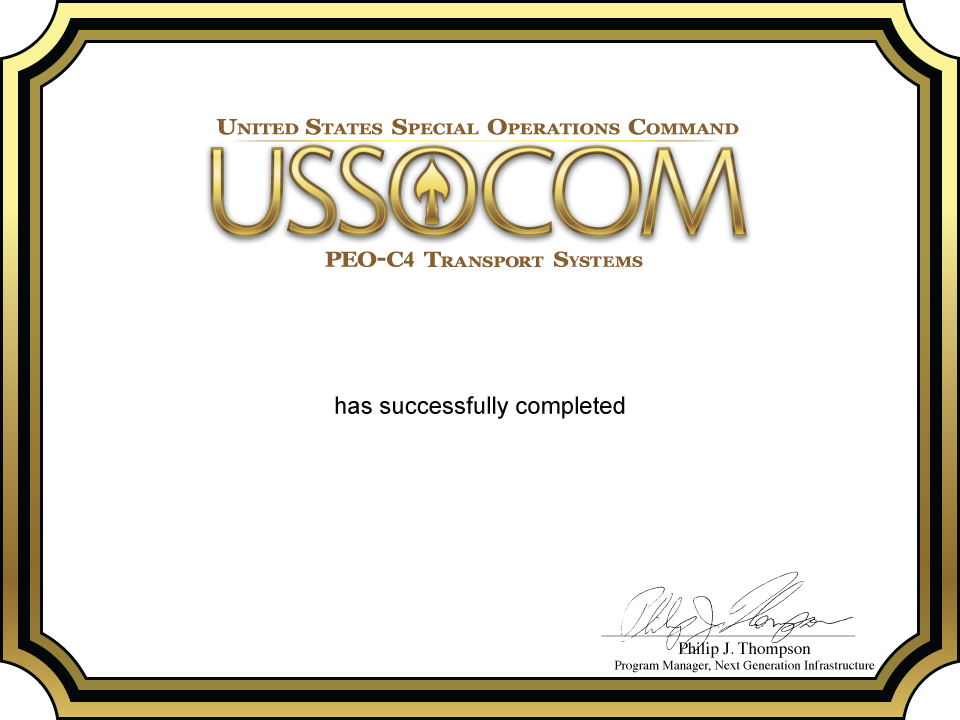 United States Special Operations Command
USSOCOM
PEO-C4 Transport Systems
has successfully completed
Philip J. Thompson
Philip J. Thompson
Program Manager, Next Generation Infrastructure